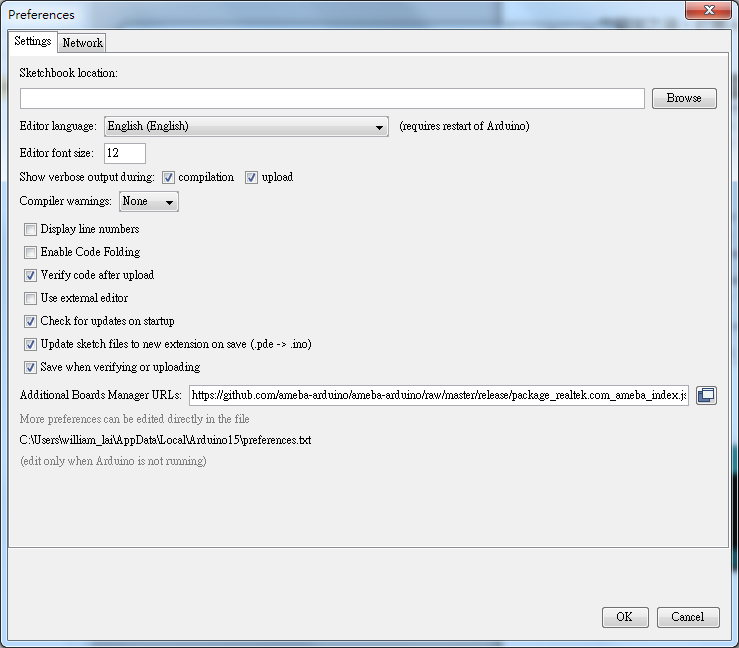 Preferences
Settings Network
Sketchbook location:
Browse
Editor language: English (English) (requires restart of Arduino)
Editor font size: 12
Show verbose output during: compilation upload
Compiler warnings: None
Display line numbers
Enable Code Folding
Verify code after upload
Use external editor
Check for updates on startup
Update sketch files to new extension on save (.pde -> .ino)
Save when verifying or uploading
Additional Boards Manager URLs: https://github.com/ameba-arduino/ameba-arduino/raw/master/release/package_realtek.com_ameba_index.js
More preferences can be edited directly in the file
C:\Users\william_lai\AppData\Local\Arduino15\preferences.txt
(edit only when Arduino is not running)
OK Cancel